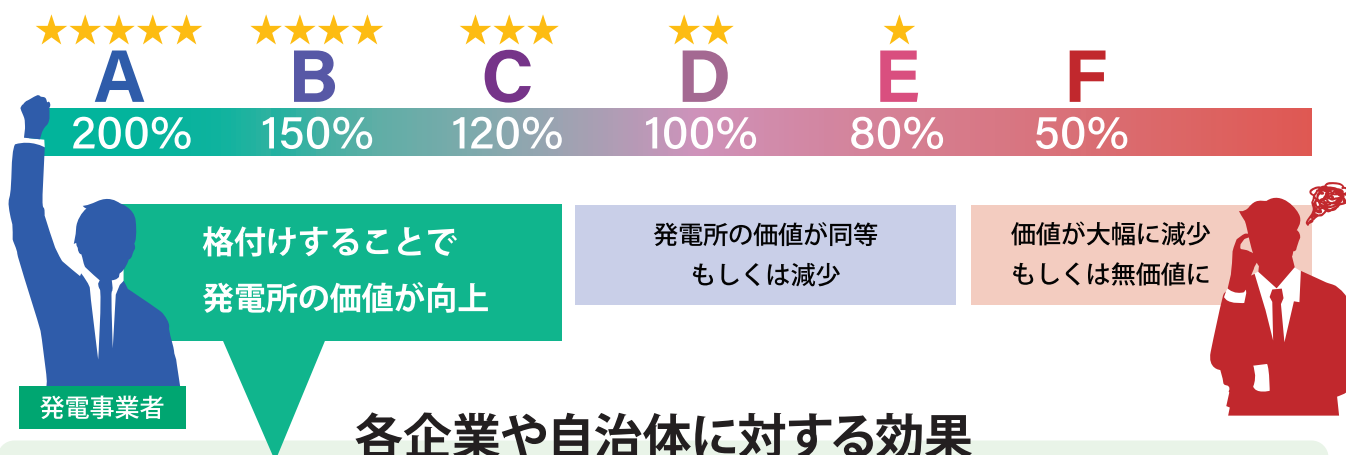 ★★★★★ ★★★★ ★★★ ★★ ★
A B C D E F
200% 150% 120% 100% 80% 50%
格付けすることで
発電所の価値が向上
発電所の価値が同等
もしくは減少
価値が大幅に減少
もしくは無価値に
発電事業者
各企業や自治体に対する効果